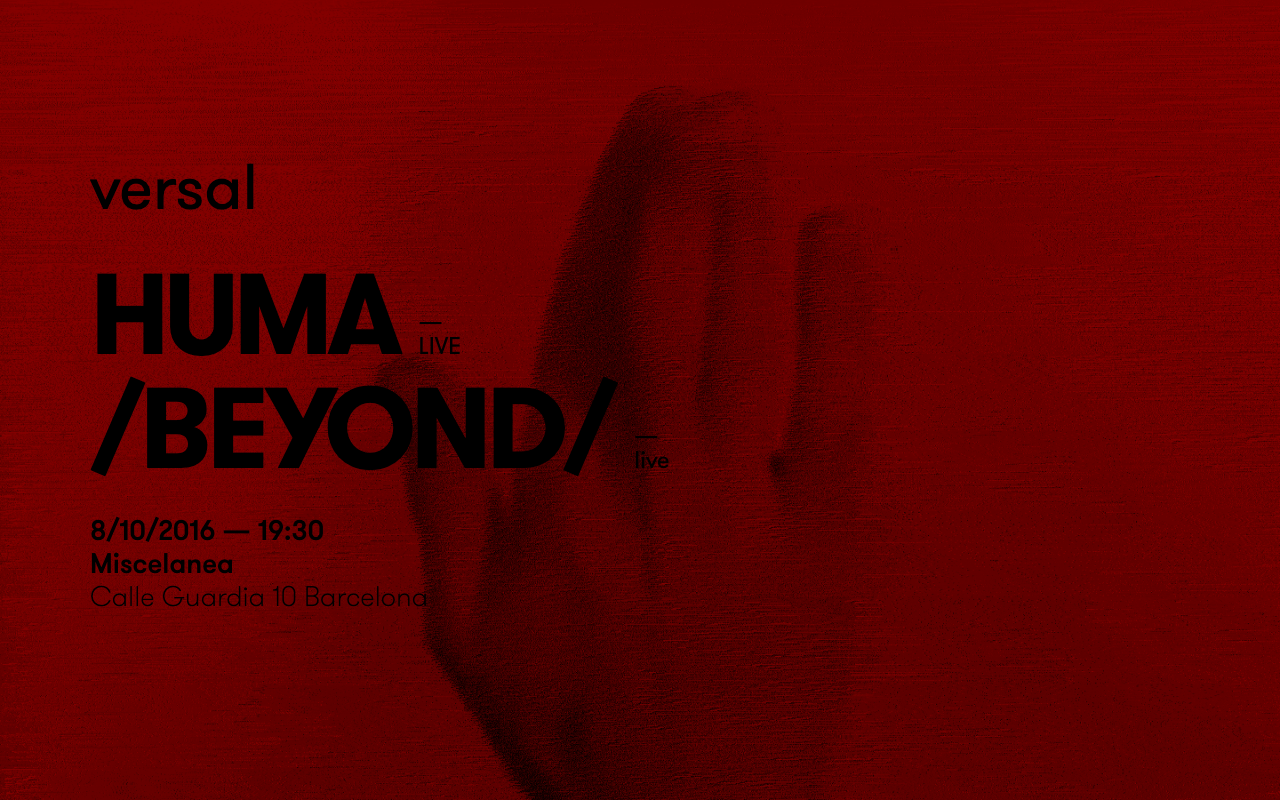 versal
HUMA — LIVE
/BEYOND/ — live
8/10/2016 — 19:30
Miscelanea
Calle Guardia 10 Barcelona